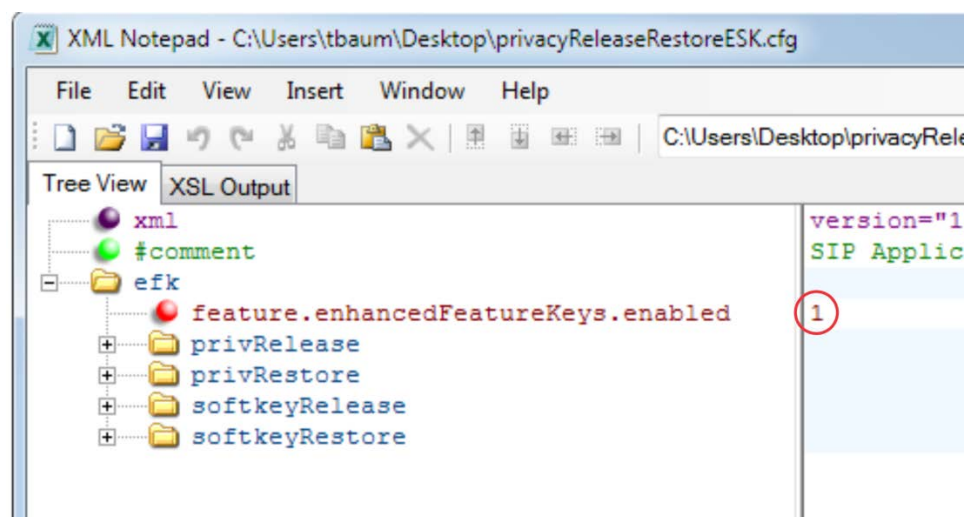 XML Notepad - C:\Users\tbaum\Desktop\privacyReleaseRestoreESK.cfg
File Edit View Insert Window Help
C:\Users\Desktop\privacyRele
Tree View XSL Output
xml version="1
#comment SIP Applic
efk
feature.enhancedFeatureKeys.enabled 1
privRelease
privRestore
softkeyRelease
softkeyRestore